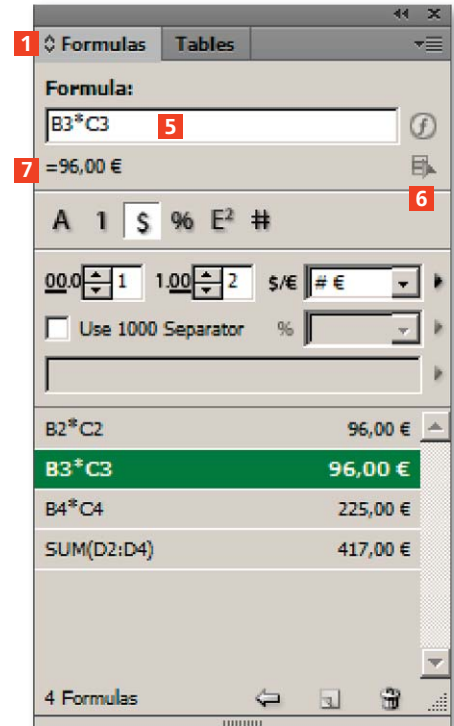 1 Formulas Tables
Formula:
B3*C3 5
7 =96,00 €
6
A 1 $ % E² #
00.0 1 1.00 2 $/€ # €
Use 1000 Separator %
B2*C2 96,00 €
B3*C3 96,00 €
B4*C4 225,00 €
SUM(D2:D4) 417,00 €
4 Formulas